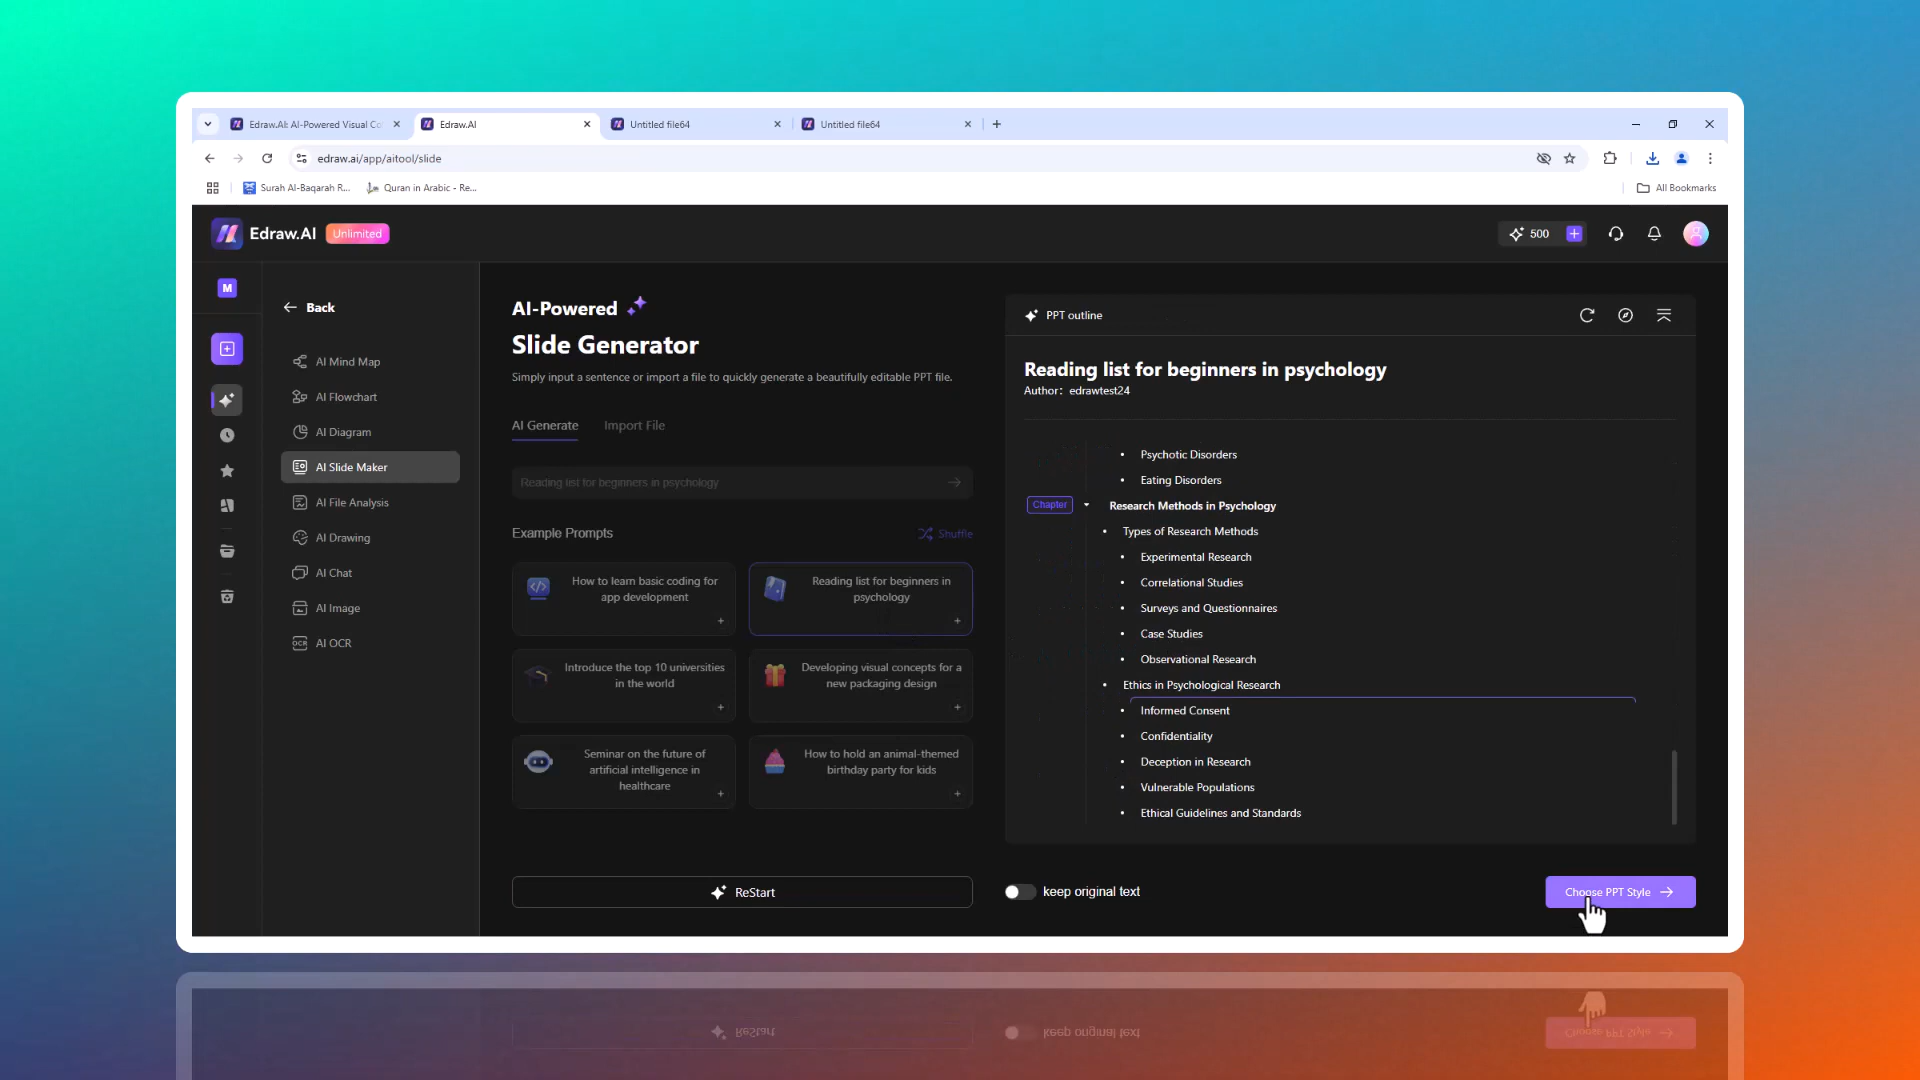 Edraw.AI: AI-Powered Visual Co
Edraw.AI
Untitled file64
Untitled file64
edraw.ai/app/aitool/slide
Surah Al-Baqarah R...
Quran in Arabic - Re...
All Bookmarks
Edraw.AI
Unlimited
500
M
Back
AI Mind Map
AI Flowchart
AI Diagram
AI Slide Maker
AI File Analysis
AI Drawing
AI Chat
AI Image
OCR
AI OCR
AI-Powered
Slide Generator
Simply input a sentence or import a file to quickly generate a beautifully editable PPT file.
AI Generate
Import File
Reading list for beginners in psychology
Example Prompts
Shuffle
How to learn basic coding for
app development
Reading list for beginners in
psychology
Introduce the top 10 universities
in the world
Developing visual concepts for a
new packaging design
Seminar on the future of
artificial intelligence in
healthcare
How to hold an animal-themed
birthday party for kids
ReStart
PPT outline
Reading list for beginners in psychology
Author: edrawtest24
• Psychotic Disorders
• Eating Disorders
Chapter
Research Methods in Psychology
• Types of Research Methods
• Experimental Research
• Correlational Studies
• Surveys and Questionnaires
• Case Studies
• Observational Research
• Ethics in Psychological Research
• Informed Consent
• Confidentiality
• Deception in Research
• Vulnerable Populations
• Ethical Guidelines and Standards
keep original text
Choose PPT Style
ReStart
keep original text
Choose PPT Style